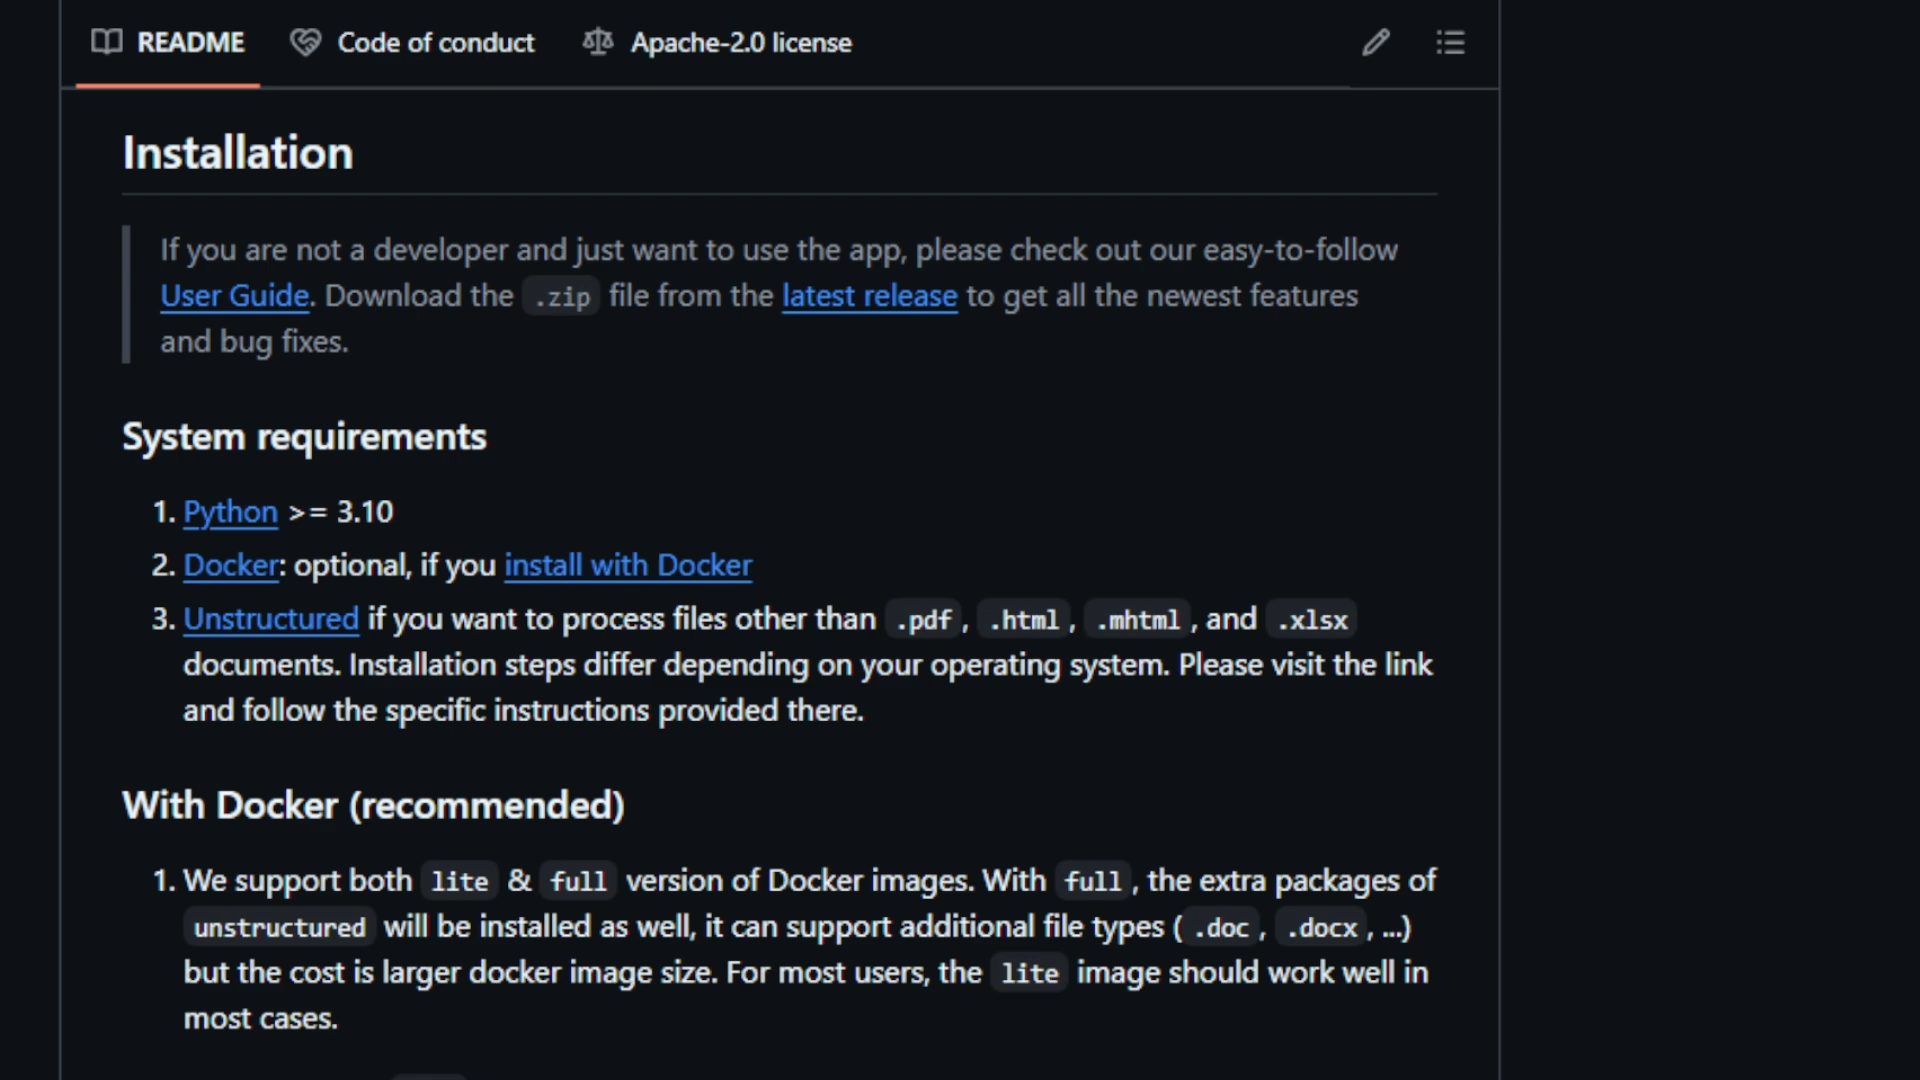 README Code of conduct Apache-2.0 license
Installation
If you are not a developer and just want to use the app, please check out our easy-to-follow
User Guide. Download the .zip file from the latest release to get all the newest features
and bug fixes.
System requirements
1. Python >= 3.10
2. Docker: optional, if you install with Docker
3. Unstructured if you want to process files other than .pdf, .html, .mhtml, and .xlsx
documents. Installation steps differ depending on your operating system. Please visit the link
and follow the specific instructions provided there.
With Docker (recommended)
1. We support both lite & full version of Docker images. With full, the extra packages of
unstructured will be installed as well, it can support additional file types ( .doc, .docx, ...)
but the cost is larger docker image size. For most users, the lite image should work well in
most cases.